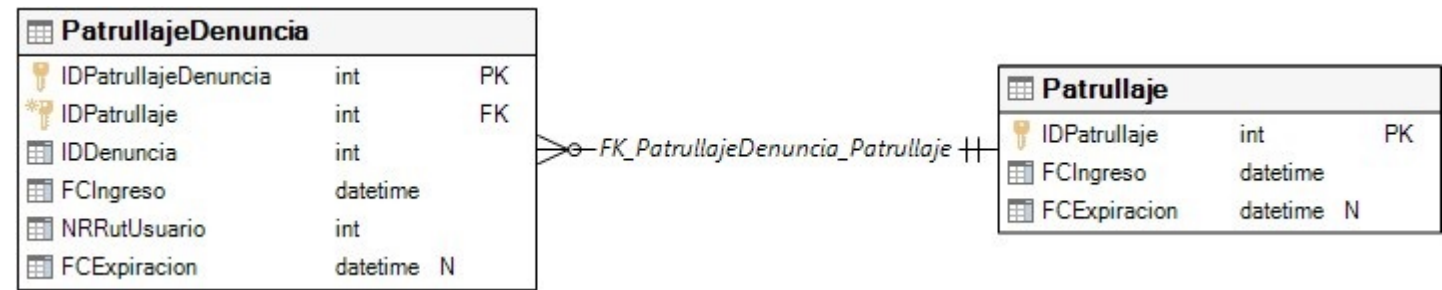 PatrullajeDenuncia
IDPatrullajeDenuncia int PK
IDPatrullaje int FK
IDDenuncia int
FCIngreso datetime
NRRutUsuario int
FCExpiracion datetime N
FK_PatrullajeDenuncia_Patrullaje
Patrullaje
IDPatrullaje int PK
FCIngreso datetime
FCExpiracion datetime N